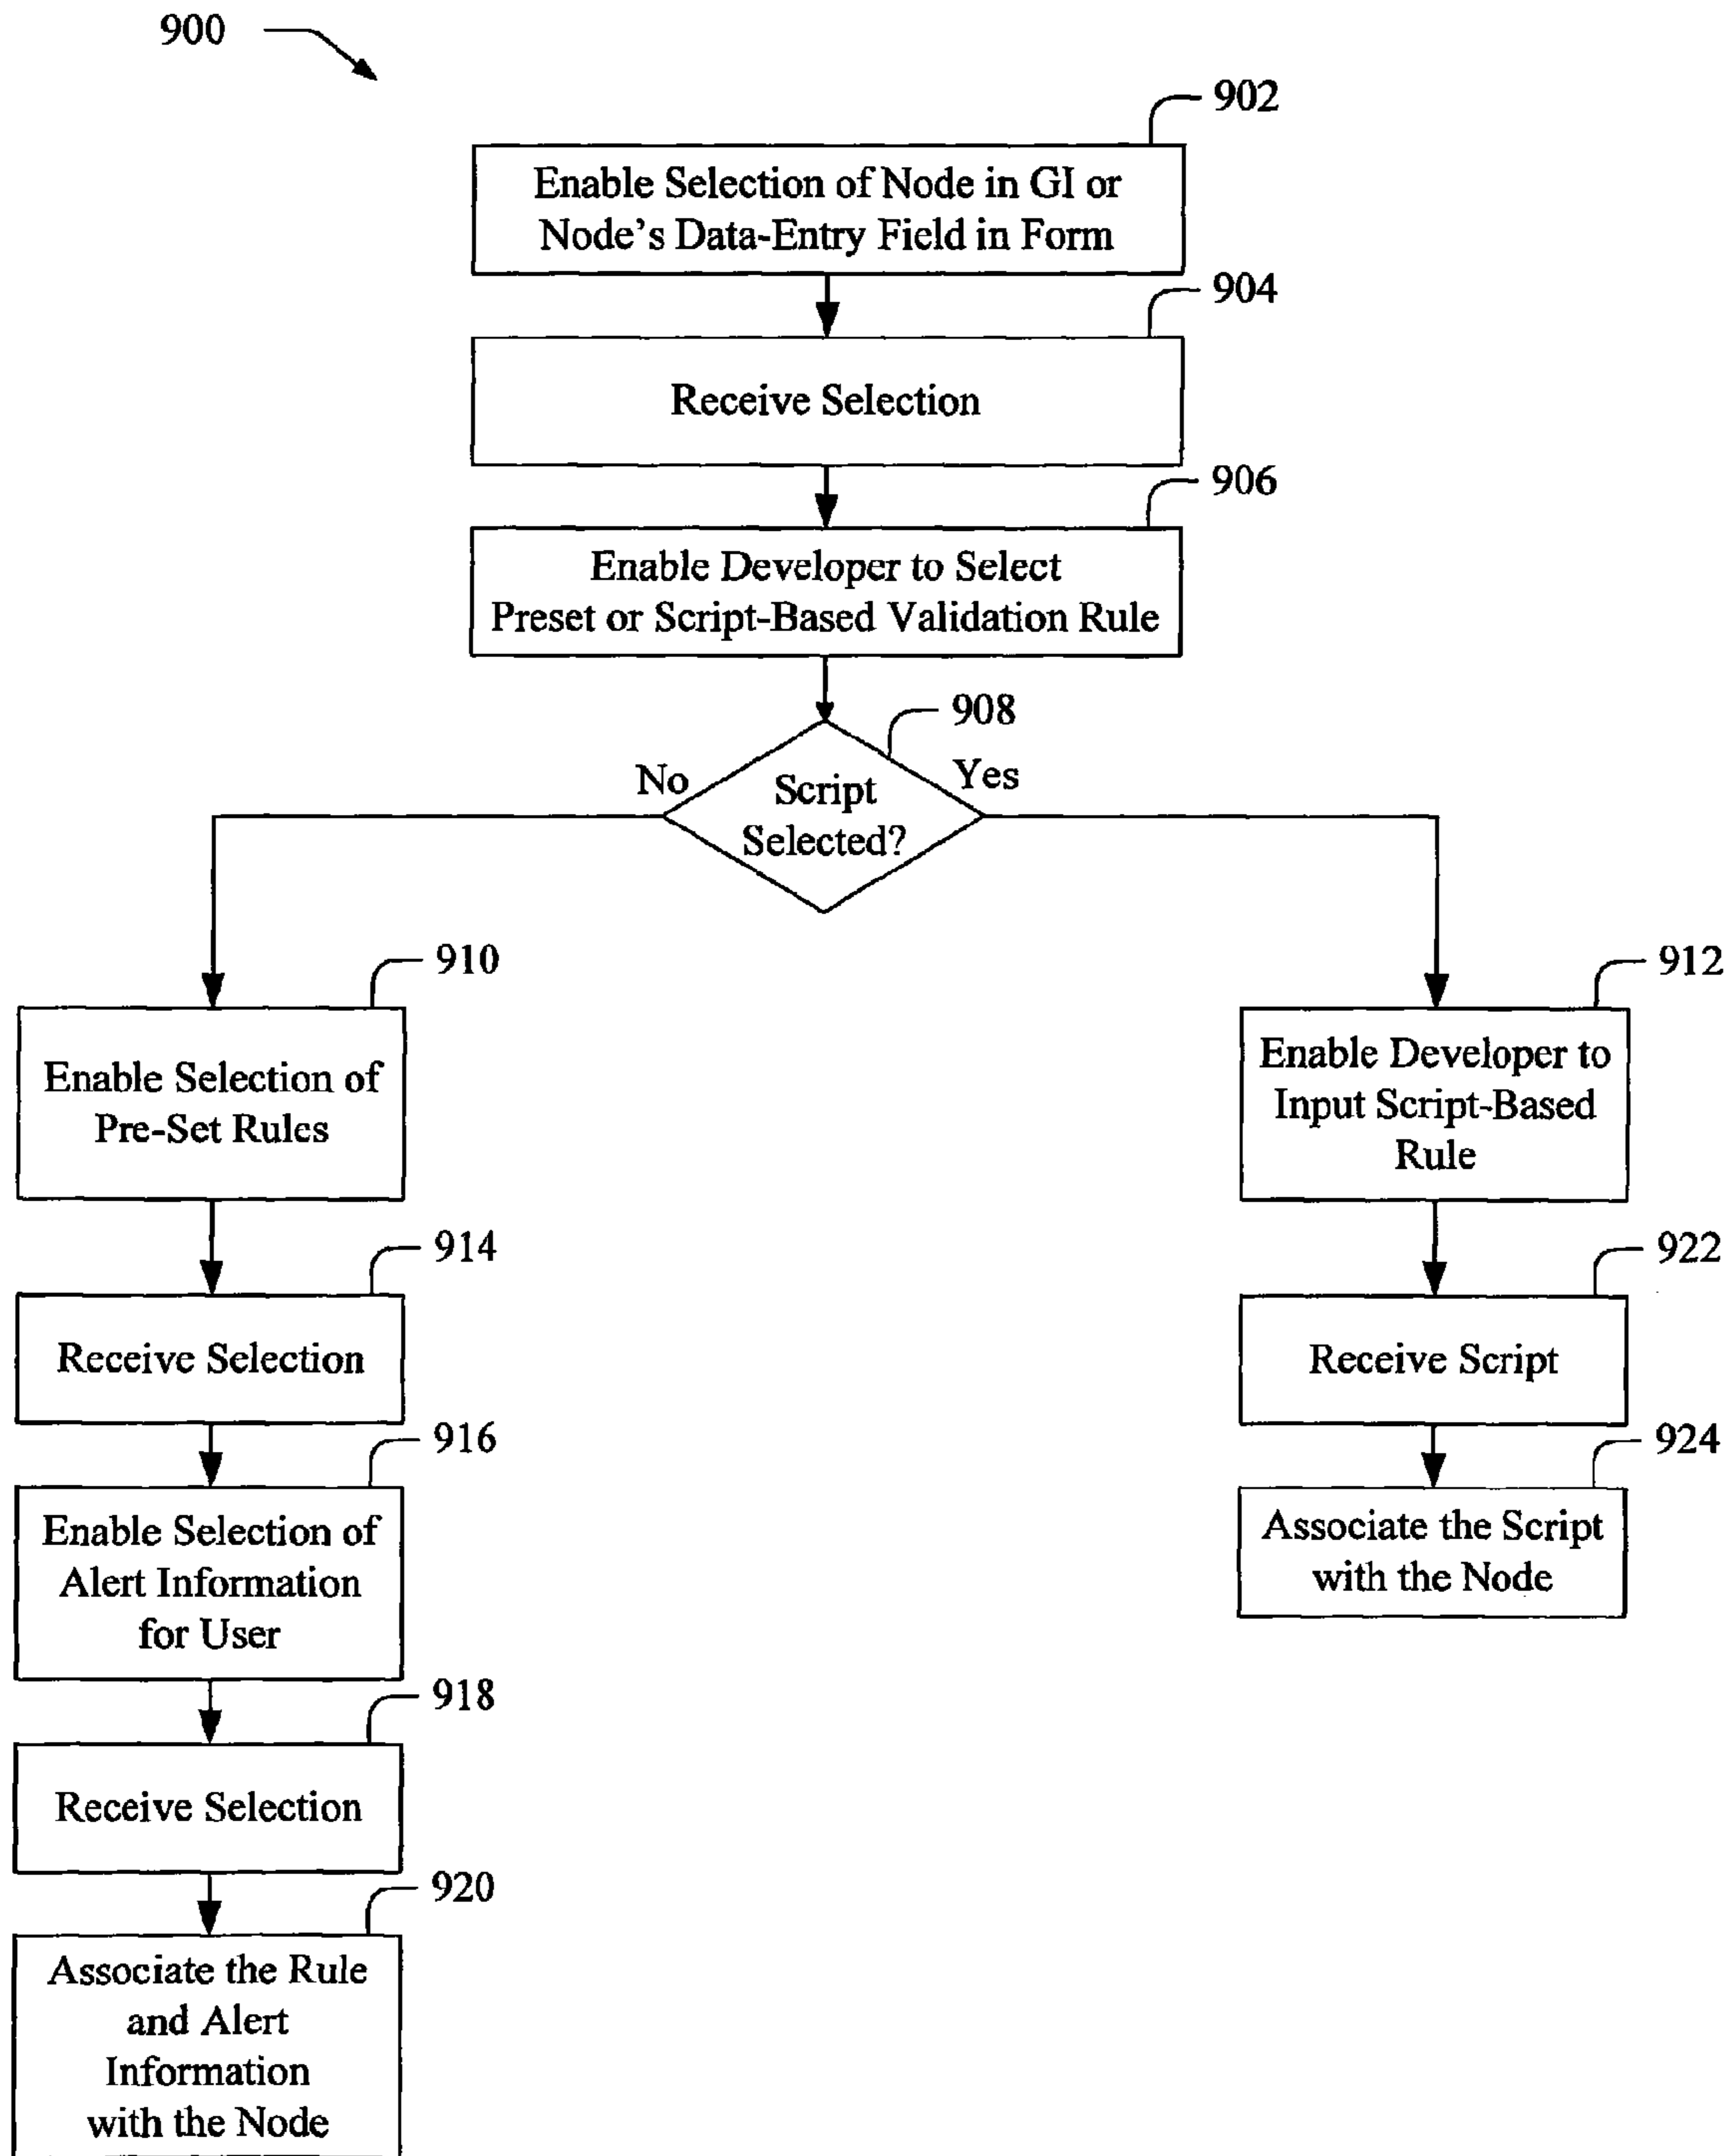 900
902
Enable Selection of Node in GI or
Node's Data-Entry Field in Form
904
Receive Selection
906
Enable Developer to Select
Preset or Script-Based Validation Rule
908
No
Yes
Script
Selected?
910
Enable Selection of
Pre-Set Rules
912
Enable Developer to
Input Script-Based
Rule
914
Receive Selection
922
Receive Script
916
Enable Selection of
Alert Information
for User
924
Associate the Script
with the Node
918
Receive Selection
920
Associate the Rule
and Alert
Information
with the Node